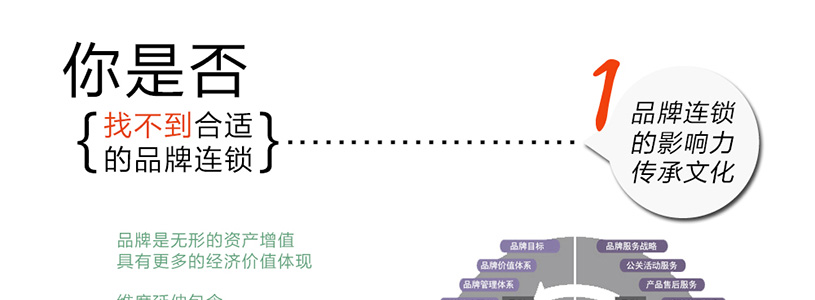 你是否
找不到合适
的品牌连锁
1
品牌连锁
的影响力
传承文化
品牌是无形的资产增值
具有更多的经济价值体现
品牌目标
品牌服务战略
品牌价值体系
公关活动服务
品牌管理体系
产品售后服务